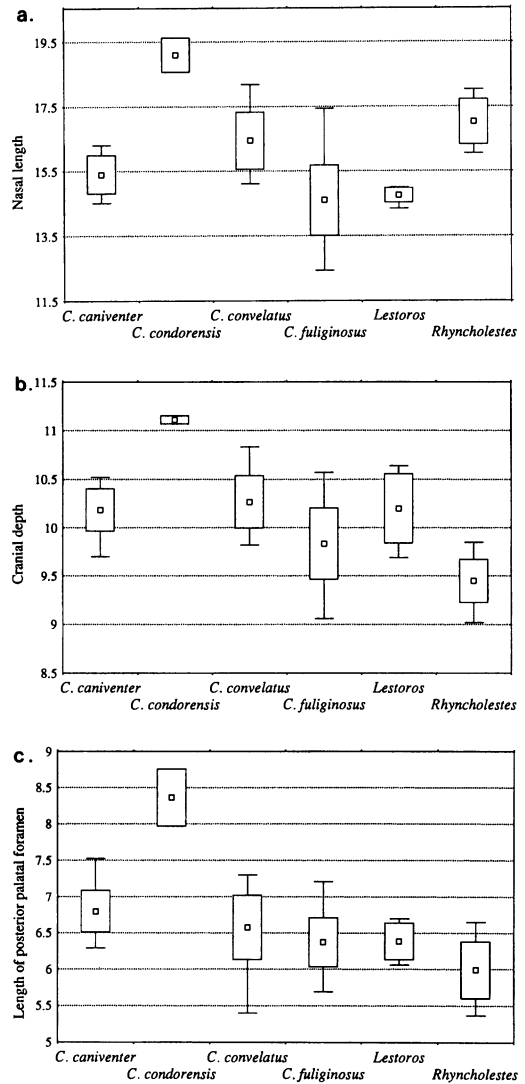 a.
19.5
17.5
15.5
13.5
11.5
Nasal length
C. caniventer
C. condorensis
C. convelatus
C. fuliginosus
Lestoros
Rhyncholestes
b.
11.5
11
10.5
10
9.5
9
8.5
Cranial depth
C. caniventer
C. condorensis
C. convelatus
C. fuliginosus
Lestoros
Rhyncholestes
c.
9
8.5
8
7.5
7
6.5
6
5.5
5
Length of posterior palatal foramen
C. caniventer
C. condorensis
C. convelatus
C. fuliginosus
Lestoros
Rhyncholestes